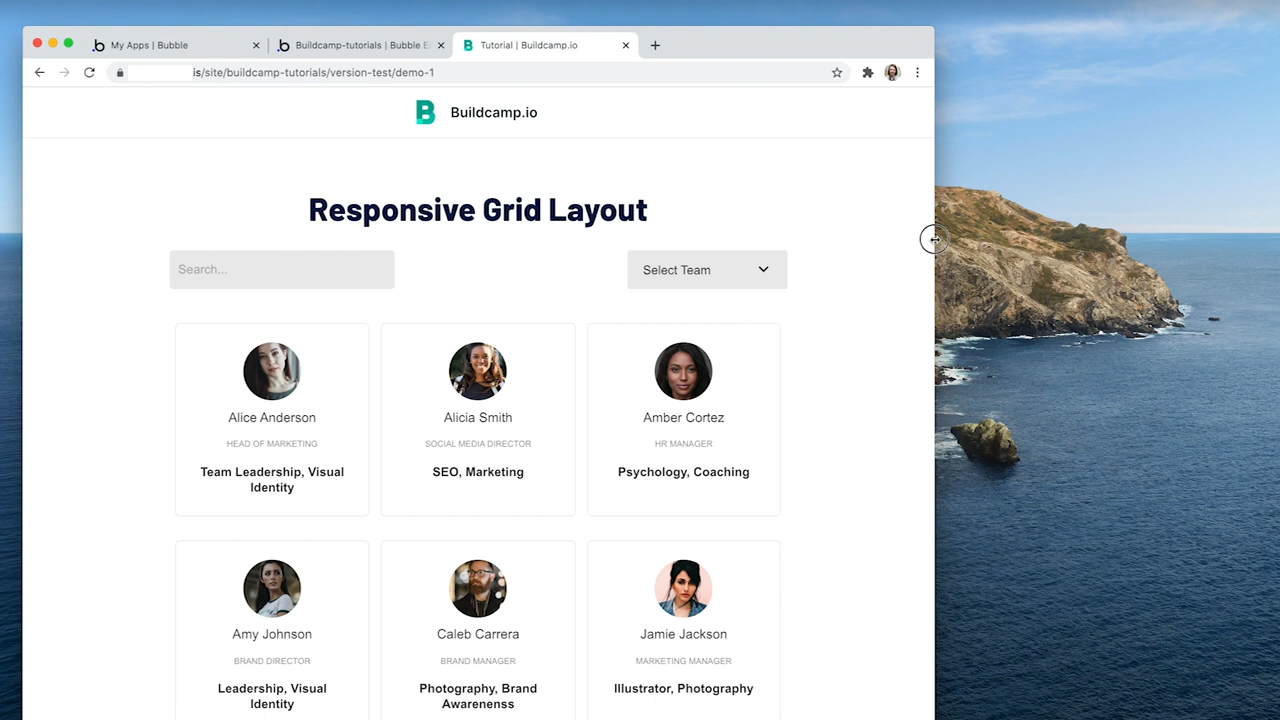 My Apps | Bubble
Buildcamp-tutorials | Bubble E
Tutorial | Buildcamp.io
is/site/buildcamp-tutorials/version-test/demo-1
B Buildcamp.io
Responsive Grid Layout
Search...
Select Team
Alice Anderson
HEAD OF MARKETING
Team Leadership, Visual
Identity
Alicia Smith
SOCIAL MEDIA DIRECTOR
SEO, Marketing
Amber Cortez
HR MANAGER
Psychology, Coaching
Amy Johnson
BRAND DIRECTOR
Leadership, Visual
Identity
Caleb Carrera
BRAND MANAGER
Photography, Brand
Awarenenss
Jamie Jackson
MARKETING MANAGER
Illustrator, Photography